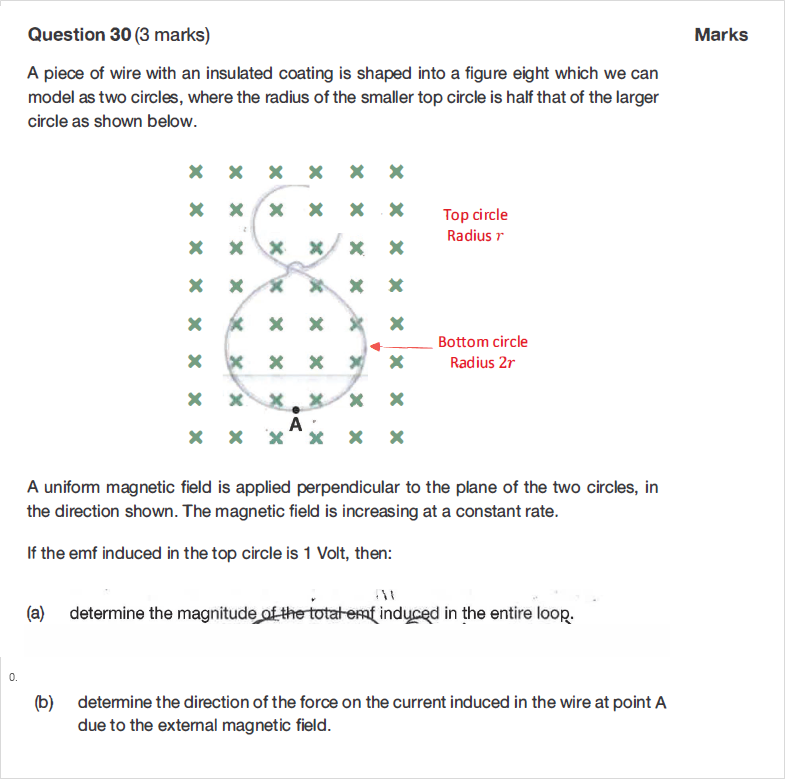 Question 30 (3 marks)
Marks
A piece of wire with an insulated coating is shaped into a figure eight which we can
model as two circles, where the radius of the smaller top circle is half that of the larger
circle as shown below.
Top circle
Radius r
Bottom circle
Radius 2r
A
A uniform magnetic field is applied perpendicular to the plane of the two circles, in
the direction shown. The magnetic field is increasing at a constant rate.
If the emf induced in the top circle is 1 Volt, then:
(a) determine the magnitude of the total emf induced in the entire loop.
0.
(b) determine the direction of the force on the current induced in the wire at point A
due to the external magnetic field.